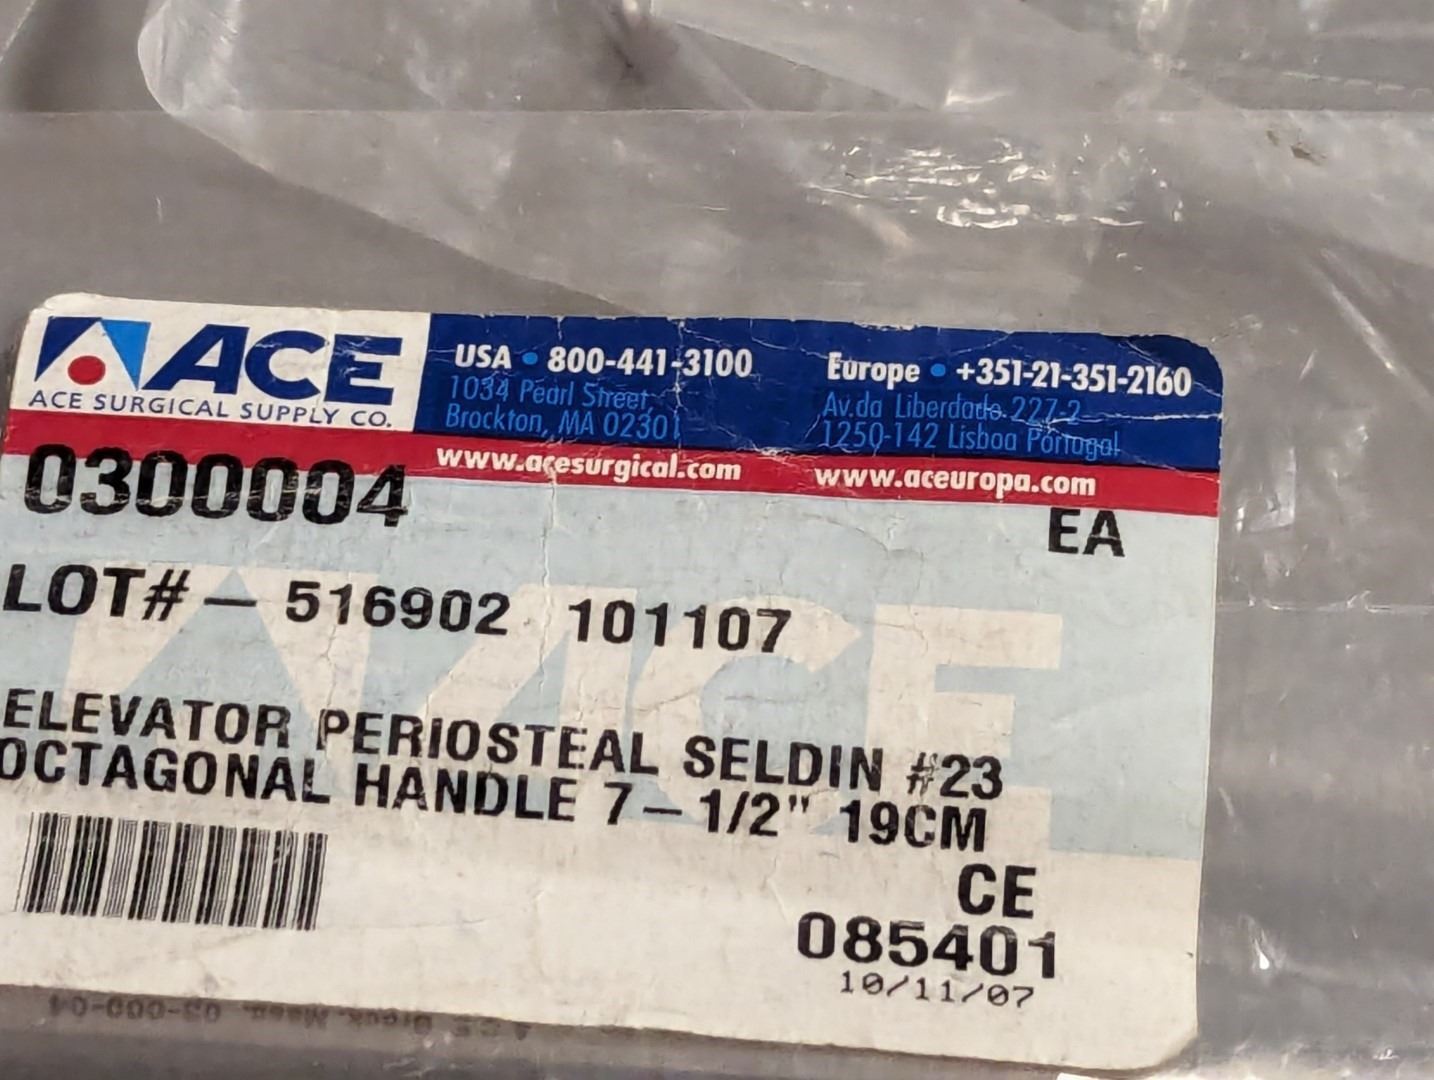 ACE
ACE SURGICAL SUPPLY CO.
USA • 800-441-3100
1034 Pearl Street,
Brockton, MA 02301
www.acesurgical.com
Europe • +351-21-351-2160
Av.da Liberdade 227-2
1250-142 Lisboa Portugal
www.aceuropa.com
0300004
EA
LOT# - 516902 101107
ELEVATOR PERIOSTEAL SELDIN #23
OCTAGONAL HANDLE 7-1/2" 19CM
CE
085401
10/11/07